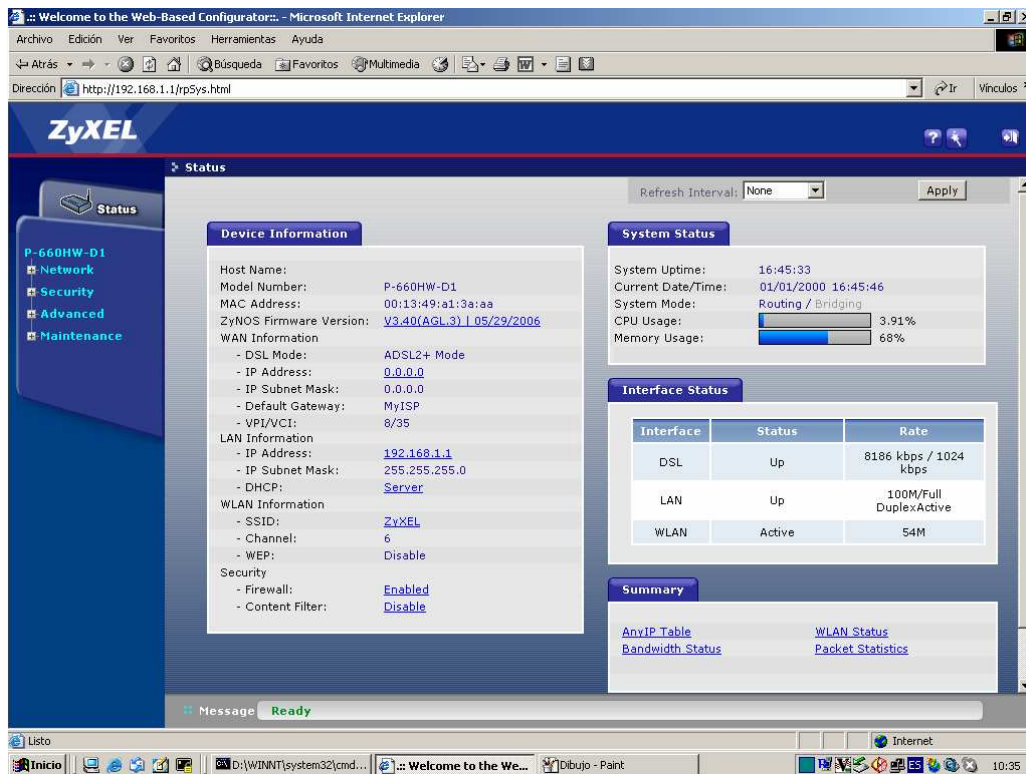 .:: Welcome to the Web-Based Configurator::. - Microsoft Internet Explorer
Archivo Edición Ver Favoritos Herramientas Ayuda
Atrás Búsqueda Favoritos Multimedia
Dirección http://192.168.1.1/rpSys.html Ir Vínculos
ZyXEL
Status
Status
P-660HW-D1
Network
Security
Advanced
Maintenance
Refresh Interval: None Apply
Device Information
Host Name:
Model Number: P-660HW-D1
MAC Address: 00:13:49:a1:3a:aa
ZyNOS Firmware Version: V3.40(AGL.3) | 05/29/2006
WAN Information
- DSL Mode: ADSL2+ Mode
- IP Address: 0.0.0.0
- IP Subnet Mask: 0.0.0.0
- Default Gateway: MyISP
- VPI/VCI: 8/35
LAN Information
- IP Address: 192.168.1.1
- IP Subnet Mask: 255.255.255.0
- DHCP: Server
WLAN Information
- SSID: ZyXEL
- Channel: 6
- WEP: Disable
Security
- Firewall: Enabled
- Content Filter: Disable
System Status
System Uptime: 16:45:33
Current Date/Time: 01/01/2000 16:45:46
System Mode: Routing / Bridging
CPU Usage: 3.91%
Memory Usage: 68%
Interface Status
Interface Status Rate
DSL Up 8186 kbps / 1024
kbps
LAN Up 100M/Full
DuplexActive
WLAN Active 54M
Summary
AnyIP Table WLAN Status
Bandwidth Status Packet Statistics
Message Ready
Listo Internet
Inicio D:\WINNT\system32\cmd... .:: Welcome to the We... Dibujo - Paint ES 10:35